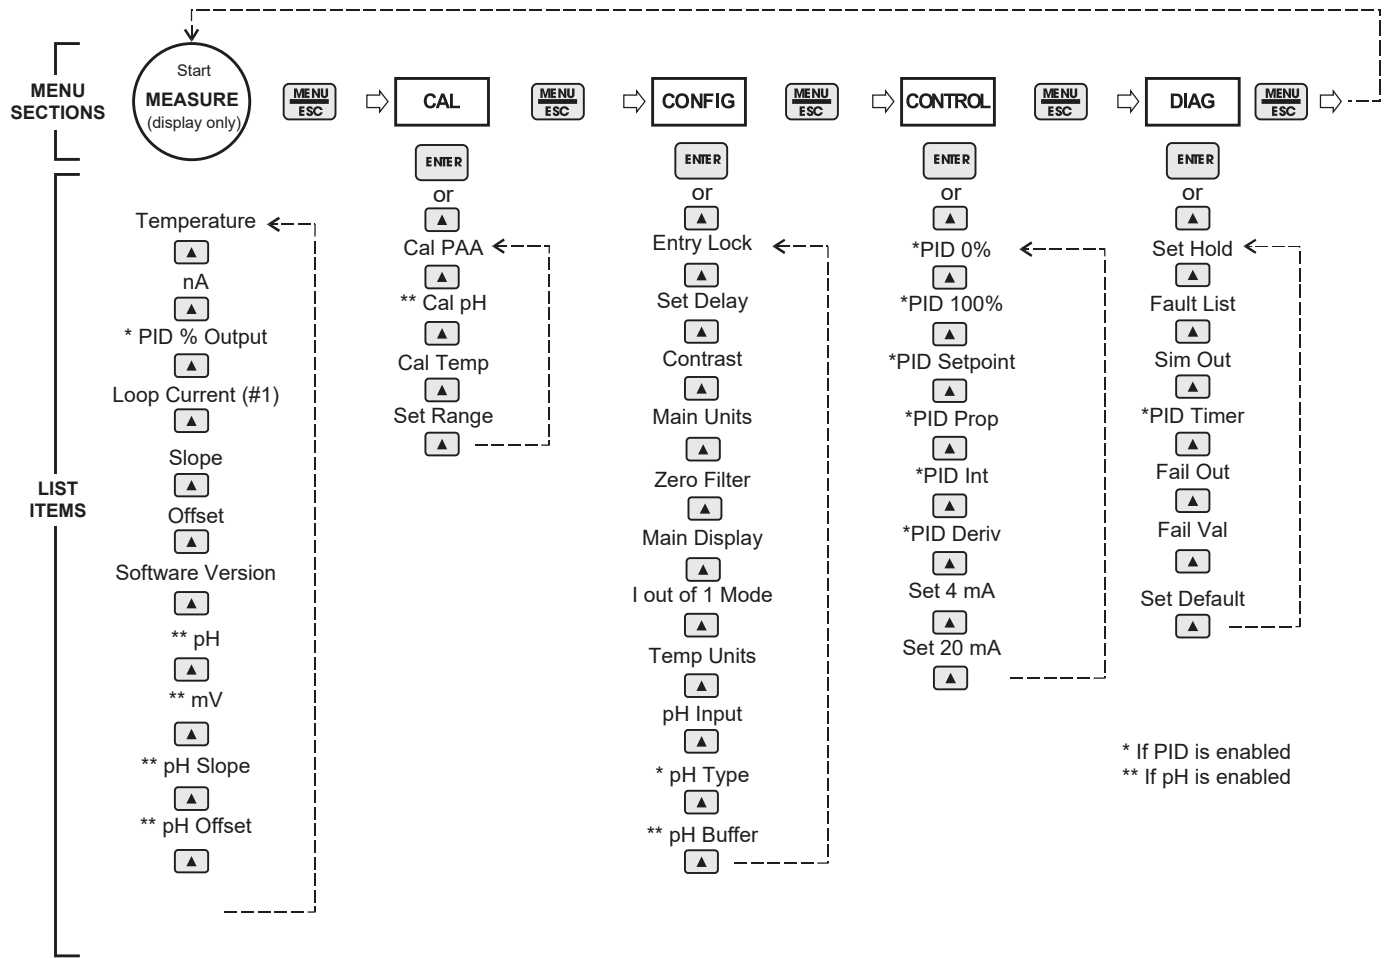 MENU
SECTIONS
Start
MEASURE
(display only)
MENU
ESC
CAL
MENU
ESC
CONFIG
MENU
ESC
CONTROL
MENU
ESC
DIAG
MENU
ESC
LIST
ITEMS
Temperature
nA
* PID % Output
Loop Current (#1)
Slope
Offset
Software Version
** pH
** mV
** pH Slope
** pH Offset
ENTER
or
Cal PAA
** Cal pH
Cal Temp
Set Range
ENTER
or
Entry Lock
Set Delay
Contrast
Main Units
Zero Filter
Main Display
I out of 1 Mode
Temp Units
pH Input
* pH Type
** pH Buffer
ENTER
or
*PID 0%
*PID 100%
*PID Setpoint
*PID Prop
*PID Int
*PID Deriv
Set 4 mA
Set 20 mA
ENTER
or
Set Hold
Fault List
Sim Out
*PID Timer
Fail Out
Fail Val
Set Default
* If PID is enabled
** If pH is enabled